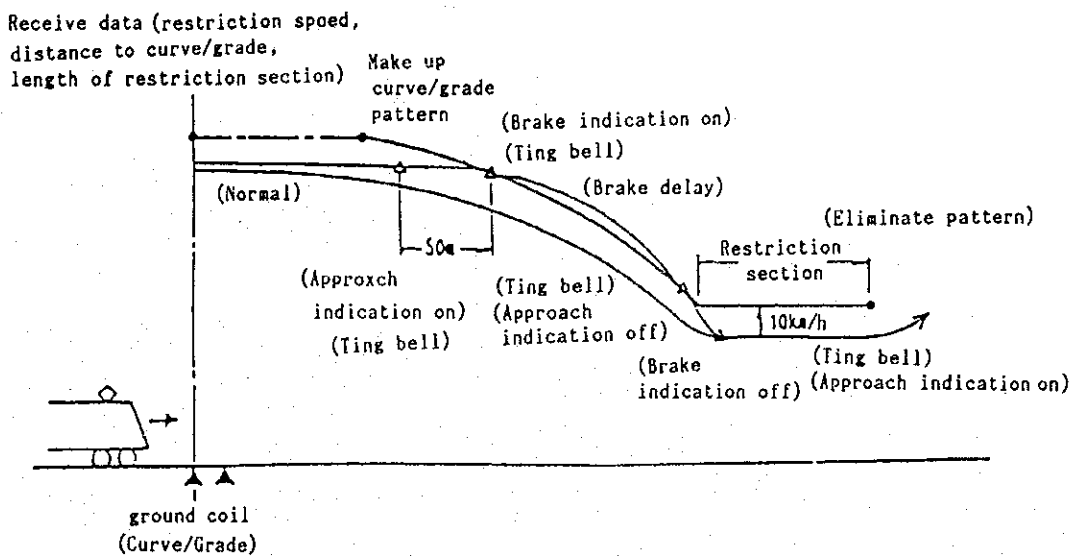 Receive data (restriction spoed,
distance to curve/grade,
length of restriction section)
Make up
curve/grade
pattern
(Brake indication on)
(Ting bell)
(Brake delay)
(Normal)
(Eliminate pattern)
Restriction
section
50m
(Approxch
indication on)
(Ting bell)
(Ting bell)
(Approach
indication off)
10km/h
(Brake
indication off)
(Ting bell)
(Approach indication on)
ground coil
(Curve/Grade)